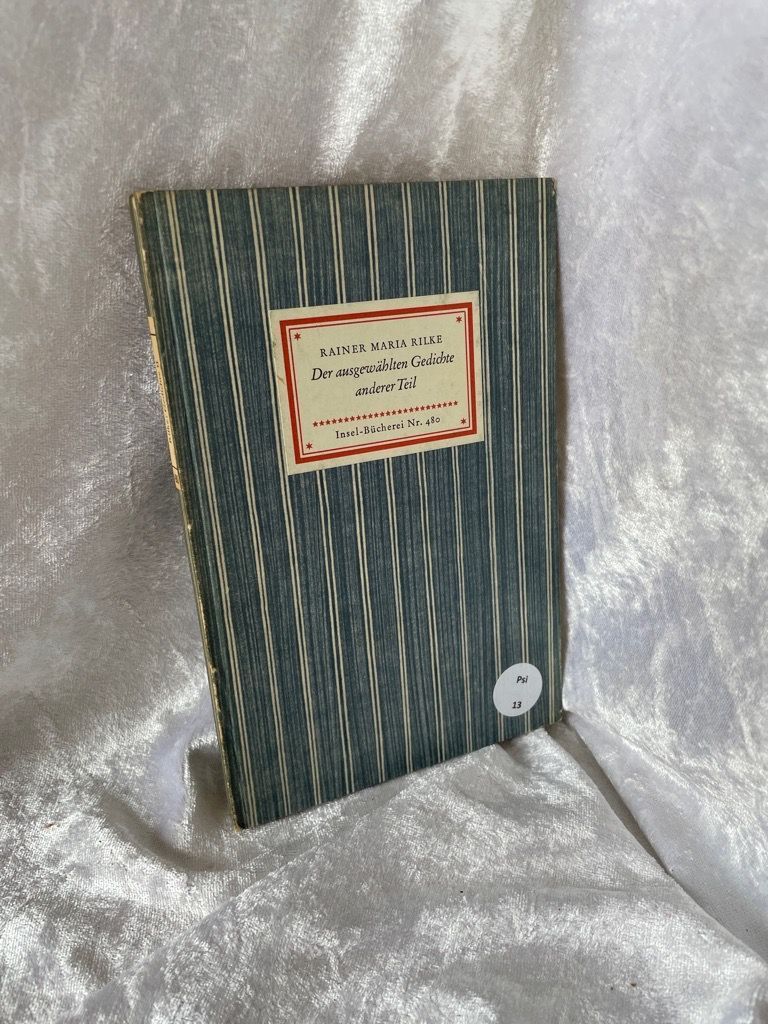 RAINER MARIA RILKE
Der ausgewählten Gedichte
anderer Teil
Insel-Bücherei Nr. 480
Psi
13